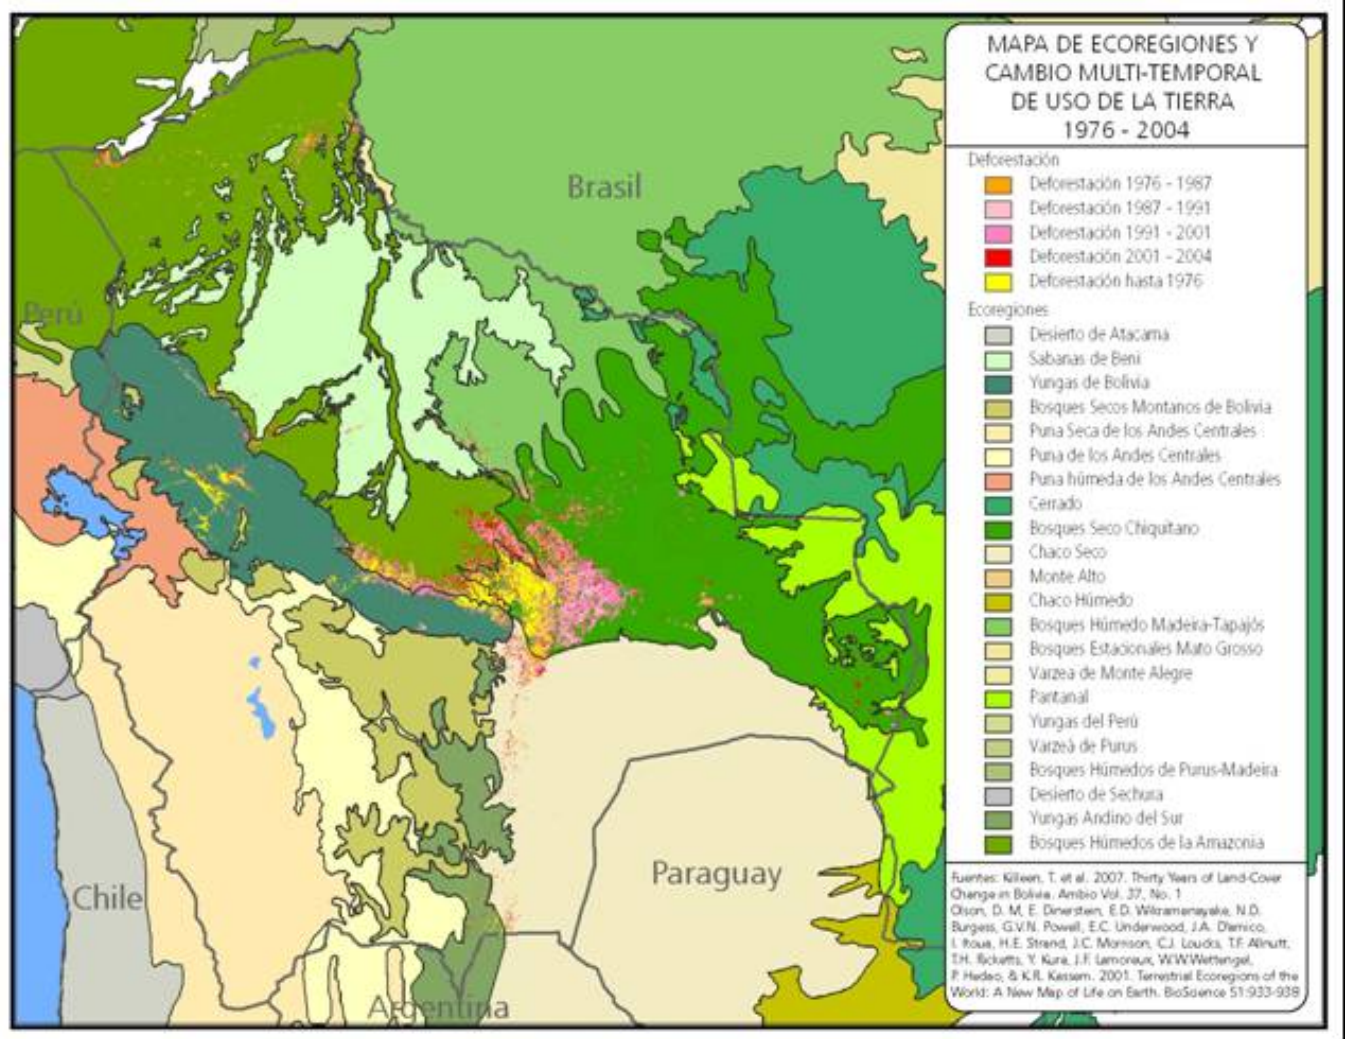 MAPA DE ECOREGIONES Y
CAMBIO MULTI-TEMPORAL
DE USO DE LA TIERRA
1976 - 2004
Deforestación
Deforestación 1976 - 1987
Deforestación 1987 - 1991
Deforestación 1991 - 2001
Deforestación 2001 - 2004
Deforestación hasta 1976
Ecoregiones
Desierto de Atacama
Sabanas de Beni
Yungas de Bolivia
Bosques Secos Montanos de Bolivia
Puna Seca de los Andes Centrales
Puna de los Andes Centrales
Puna húmeda de los Andes Centrales
Cerrado
Bosques Seco Chiquitano
Chaco Seco
Monte Alto
Chaco Húmedo
Bosques Húmedo Madeira-Tapajós
Bosques Estacionales Mato Grosso
Varzea de Monte Alegre
Pantanal
Yungas del Perú
Varzea de Purus
Bosques Húmedos de Purus-Madeira
Desierto de Sechura
Yungas Andino del Sur
Bosques Húmedos de la Amazonia
Fuentes: Killeen, T. et al. 2007. Thirty Years of Land-Cover
Change in Bolivia. Ambio Vol. 37, No. 1
Olson, D. M, E. Dinerstein, E.D. Wikramenayake, N.D.
Burgess, G.V.N. Powell, E.C. Underwood, J.A. D'amico,
I. Itoua, H.E. Strand, J.C. Morrison, C.J. Loucks, T.F. Allnutt,
T.H. Ricketts, Y. Kura, J.F. Lamoreux, W.W.Wettengel,
P. Hedao, & K.R. Kassem. 2001. Terrestrial Ecoregions of the
World: A New Map of Life on Earth. BioScience 51:933-938
Brasil
Perú
Paraguay
Chile
Argentina